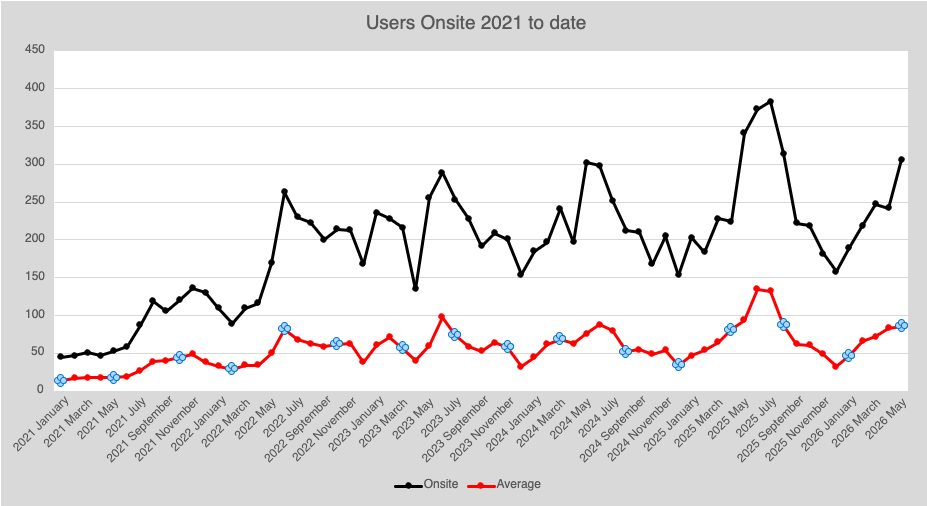 Users Onsite 2021 to date
450
400
350
300
250
200
150
100
50
0
2021 January
2021 March
2021 May
2021 July
2021 September
2021 November
2022 January
2022 March
2022 May
2022 July
2022 September
2022 November
2023 January
2023 March
2023 May
2023 July
2023 September
2023 November
2024 January
2024 March
2024 May
2024 July
2024 September
2024 November
2025 January
2025 March
2025 May
2025 July
2025 September
2025 November
2026 January
2026 March
2026 May
Onsite Average